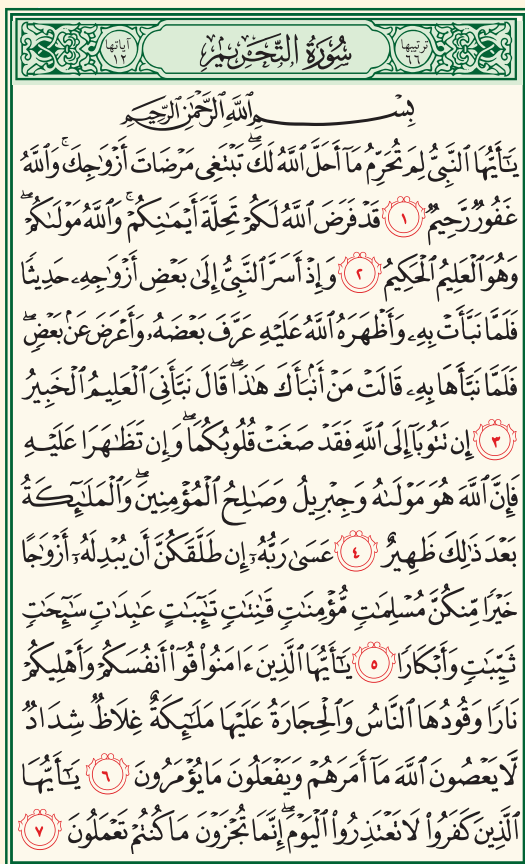 ترتيبها ٦٦ سُورَةُ التَّحْرِيمِ آياتها ١٢
بِسْمِ ٱللَّهِ ٱلرَّحْمَٰنِ ٱلرَّحِيمِ
يَٰٓأَيُّهَا ٱلنَّبِىُّ لِمَ تُحَرِّمُ مَآ أَحَلَّ ٱللَّهُ لَكَۖ تَبْتَغِى مَرْضَاتَ أَزْوَٰجِكَۚ وَٱللَّهُ
غَفُورٌ رَّحِيمٌ ١ قَدْ فَرَضَ ٱللَّهُ لَكُمْ تَحِلَّةَ أَيْمَٰنِكُمْۚ وَٱللَّهُ مَوْلَىٰكُمْۖ
وَهُوَ ٱلْعَلِيمُ ٱلْحَكِيمُ ٢ وَإِذْ أَسَرَّ ٱلنَّبِىُّ إِلَىٰ بَعْضِ أَزْوَٰجِهِۦ حَدِيثًا
فَلَمَّا نَبَّأَتْ بِهِۦ وَأَظْهَرَهُ ٱللَّهُ عَلَيْهِ عَرَّفَ بَعْضَهُۥ وَأَعْرَضَ عَنۢ بَعْضٍۖ
فَلَمَّا نَبَّأَهَا بِهِۦ قَالَتْ مَنْ أَنۢبَأَكَ هَٰذَاۖ قَالَ نَبَّأَنِىَ ٱلْعَلِيمُ ٱلْخَبِيرُ
٣ إِن تَتُوبَآ إِلَى ٱللَّهِ فَقَدْ صَغَتْ قُلُوبُكُمَاۖ وَإِن تَظَٰهَرَا عَلَيْهِ
فَإِنَّ ٱللَّهَ هُوَ مَوْلَىٰهُ وَجِبْرِيلُ وَصَٰلِحُ ٱلْمُؤْمِنِينَۖ وَٱلْمَلَٰٓئِكَةُ
بَعْدَ ذَٰلِكَ ظَهِيرٌ ٤ عَسَىٰ رَبُّهُۥٓ إِن طَلَّقَكُنَّ أَن يُبْدِلَهُۥٓ أَزْوَٰجًا
خَيْرًا مِّنكُنَّ مُسْلِمَٰتٍ مُّؤْمِنَٰتٍ قَٰنِتَٰتٍ تَٰٓئِبَٰتٍ عَٰبِدَٰتٍ سَٰٓئِحَٰتٍ
ثَيِّبَٰتٍ وَأَبْكَارًا ٥ يَٰٓأَيُّهَا ٱلَّذِينَ ءَامَنُوا۟ قُوٓا۟ أَنفُسَكُمْ وَأَهْلِيكُمْ
نَارًا وَقُودُهَا ٱلنَّاسُ وَٱلْحِجَارَةُ عَلَيْهَا مَلَٰٓئِكَةٌ غِلَاظٌ شِدَادٌ
لَّا يَعْصُونَ ٱللَّهَ مَآ أَمَرَهُمْ وَيَفْعَلُونَ مَا يُؤْمَرُونَ ٦ يَٰٓأَيُّهَا
ٱلَّذِينَ كَفَرُوا۟ لَا تَعْتَذِرُوا۟ ٱلْيَوْمَۖ إِنَّمَا تُجْزَوْنَ مَا كُنتُمْ تَعْمَلُونَ ٧